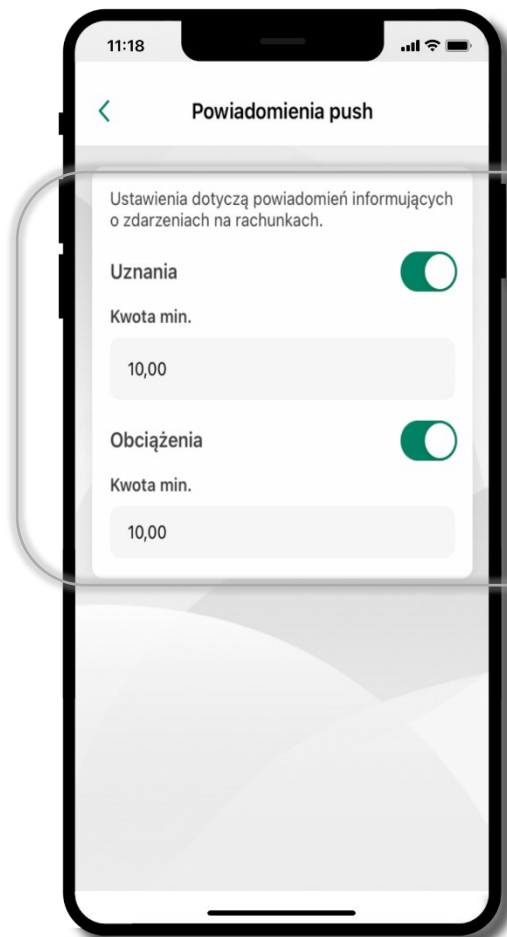 11:18
Powiadomienia push
Ustawienia dotyczą powiadomień informujących
o zdarzeniach na rachunkach.
Uznania
Kwota min.
10,00
Obciążenia
Kwota min.
10,00